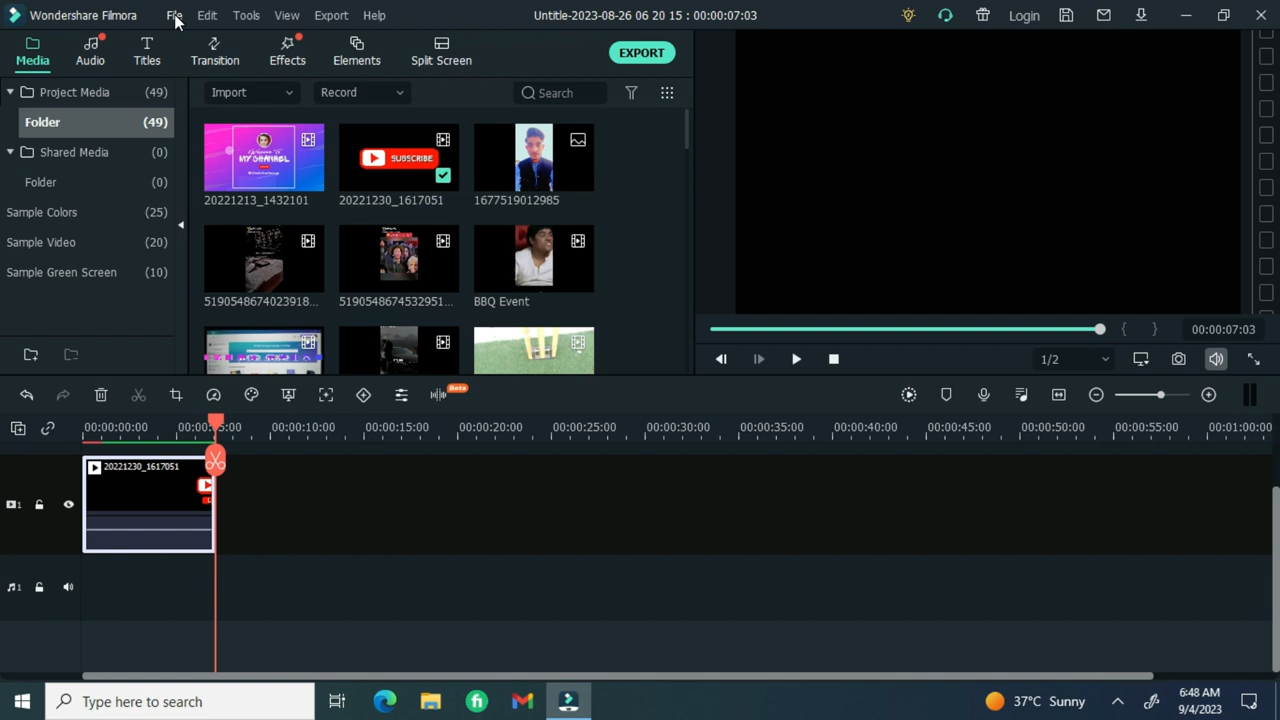 Wondershare Filmora File Edit Tools View Export Help Untitle-2023-08-26 06 20 15 : 00:00:07:03 Login
Media Audio Titles Transition Effects Elements Split Screen EXPORT
Project Media (49)
Folder (49)
Shared Media (0)
Folder (0)
Sample Colors (25)
Sample Video (20)
Sample Green Screen (10)
Import Record Search
MY CHANNEL
SUBSCRIBE
20221213_1432101 20221230_1617051 1677519012985
5190548674023918... 5190548674532951... BBQ Event
{ } 00:00:07:03
1/2
Beta
00:00:00:00 00:00:05:00 00:00:10:00 00:00:15:00 00:00:20:00 00:00:25:00 00:00:30:00 00:00:35:00 00:00:40:00 00:00:45:00 00:00:50:00 00:00:55:00 00:01:00:00
20221230_1617051
1
1
Type here to search
37°C Sunny
6:48 AM
9/4/2023